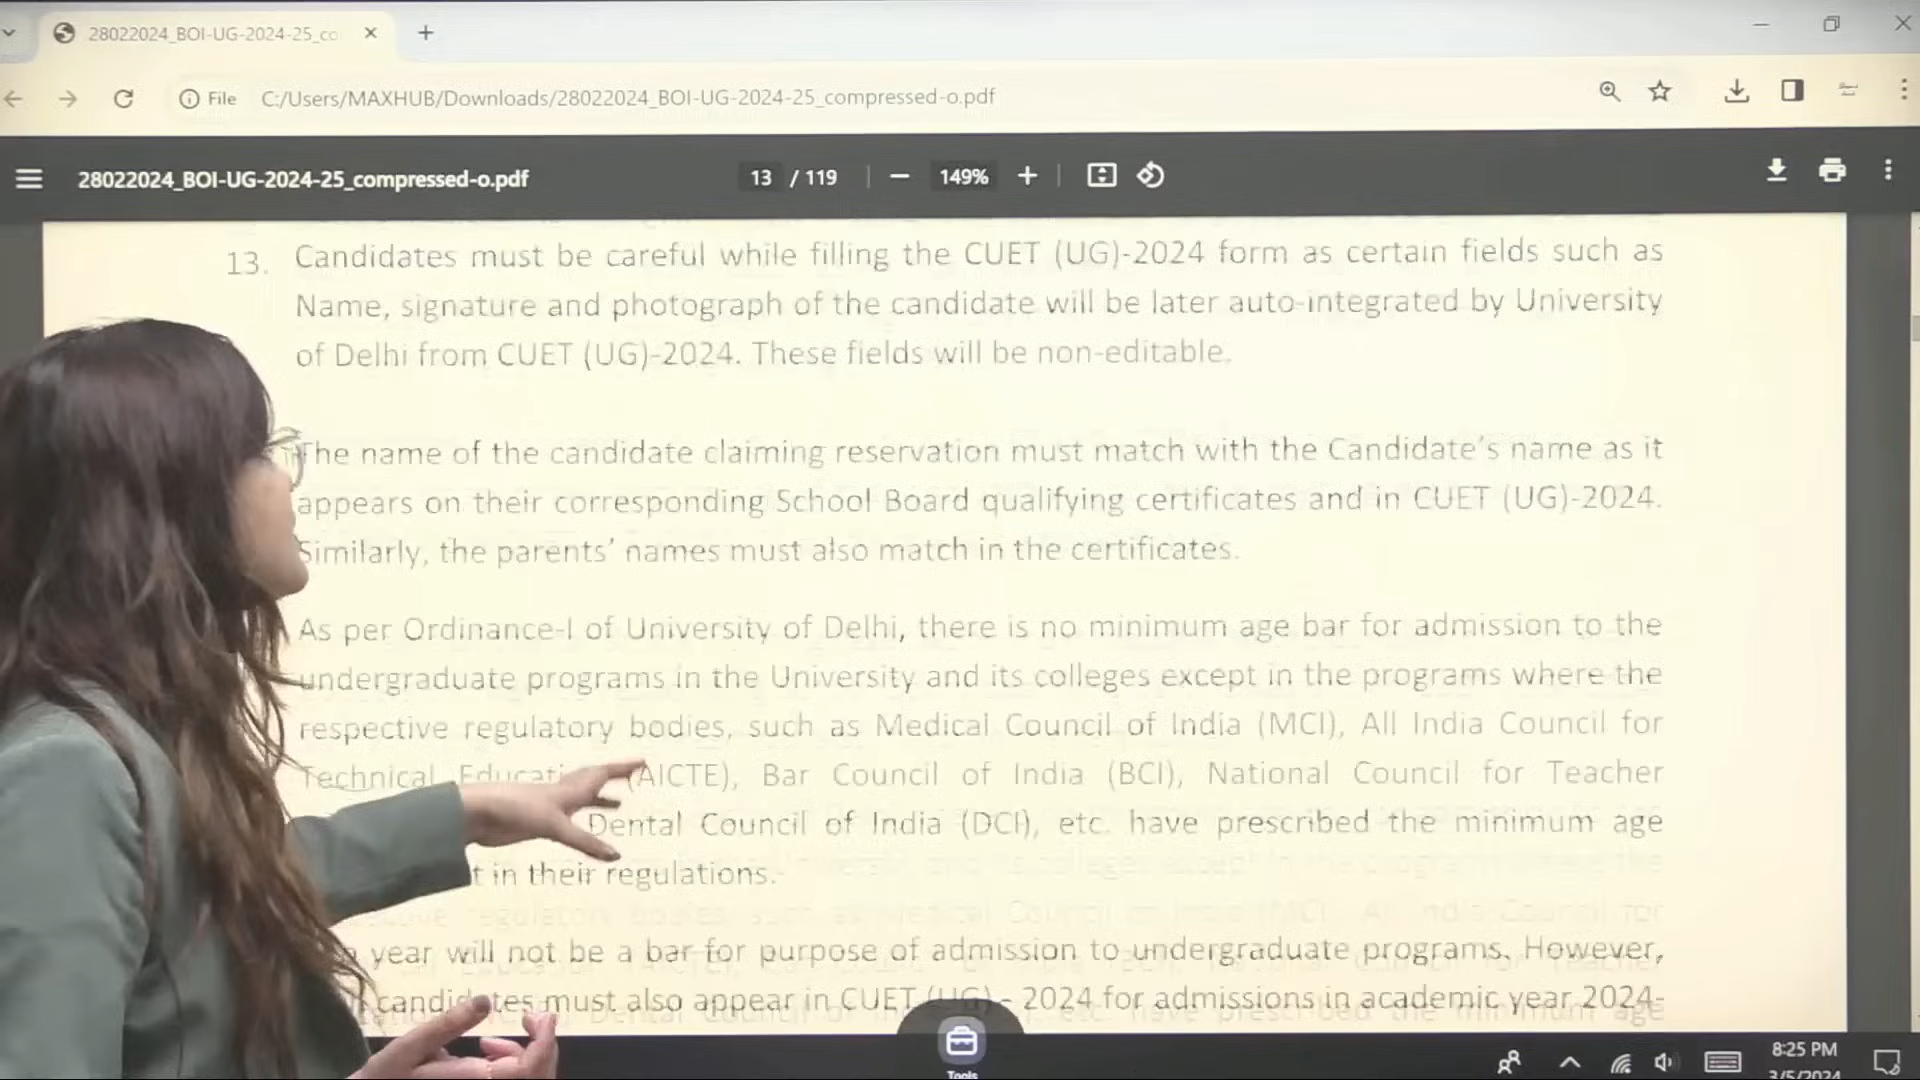 28022024_BOI-UG-2024-25_co
File C:/Users/MAXHUB/Downloads/28022024_BOI-UG-2024-25_compressed-o.pdf
28022024_BOI-UG-2024-25_compressed-o.pdf
13 / 119
149%
13. Candidates must be careful while filling the CUET (UG)-2024 form as certain fields such as
Name, signature and photograph of the candidate will be later auto-integrated by University
of Delhi from CUET (UG)-2024. These fields will be non-editable.
The name of the candidate claiming reservation must match with the Candidate's name as it
appears on their corresponding School Board qualifying certificates and in CUET (UG)-2024.
Similarly, the parents' names must also match in the certificates.
As per Ordinance-I of University of Delhi, there is no minimum age bar for admission to the
undergraduate programs in the University and its colleges except in the programs where the
respective regulatory bodies, such as Medical Council of India (MCI), All India Council for
Technical (AICTE), Bar Council of India (BCI), National Council for Teacher
Dental Council of India (DCI), etc. have prescribed the minimum age
in their regulations.
year will not be a bar for purpose of admission to undergraduate programs. However,
candidates must also appear in CUET (UG) - 2024 for admissions in academic year 2024-
Tools
8:25 PM
3/5/2024